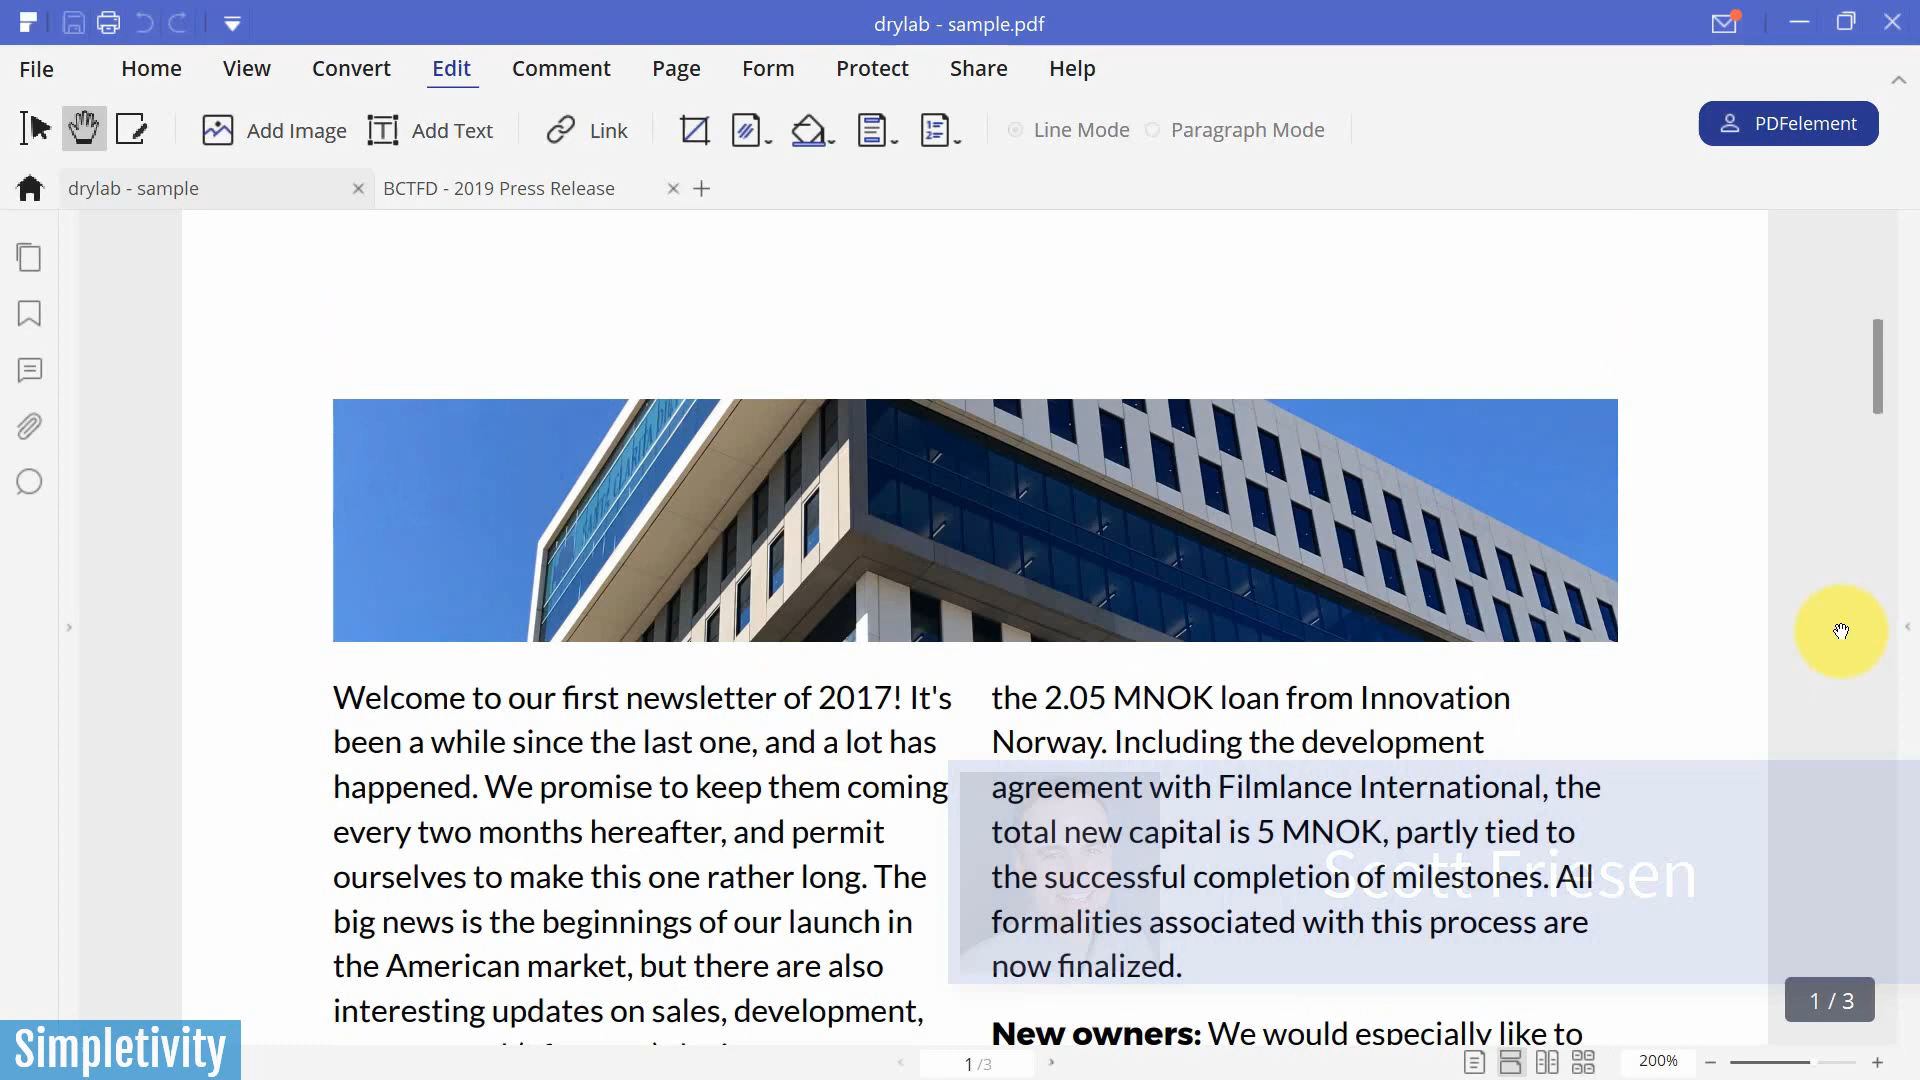 drylab - sample.pdf
File Home View Convert Edit Comment Page Form Protect Share Help
Add Image Add Text Link Line Mode Paragraph Mode PDFelement
drylab - sample BCTFD - 2019 Press Release
Welcome to our first newsletter of 2017! It's
been a while since the last one, and a lot has
happened. We promise to keep them coming
every two months hereafter, and permit
ourselves to make this one rather long. The
big news is the beginnings of our launch in
the American market, but there are also
interesting updates on sales, development,
the 2.05 MNOK loan from Innovation
Norway. Including the development
agreement with Filmlance International, the
total new capital is 5 MNOK, partly tied to
the successful completion of milestones. All
formalities associated with this process are
now finalized.
New owners: We would especially like to
Scott Friesen
1 / 3
Simpletivity
1 /3
200%